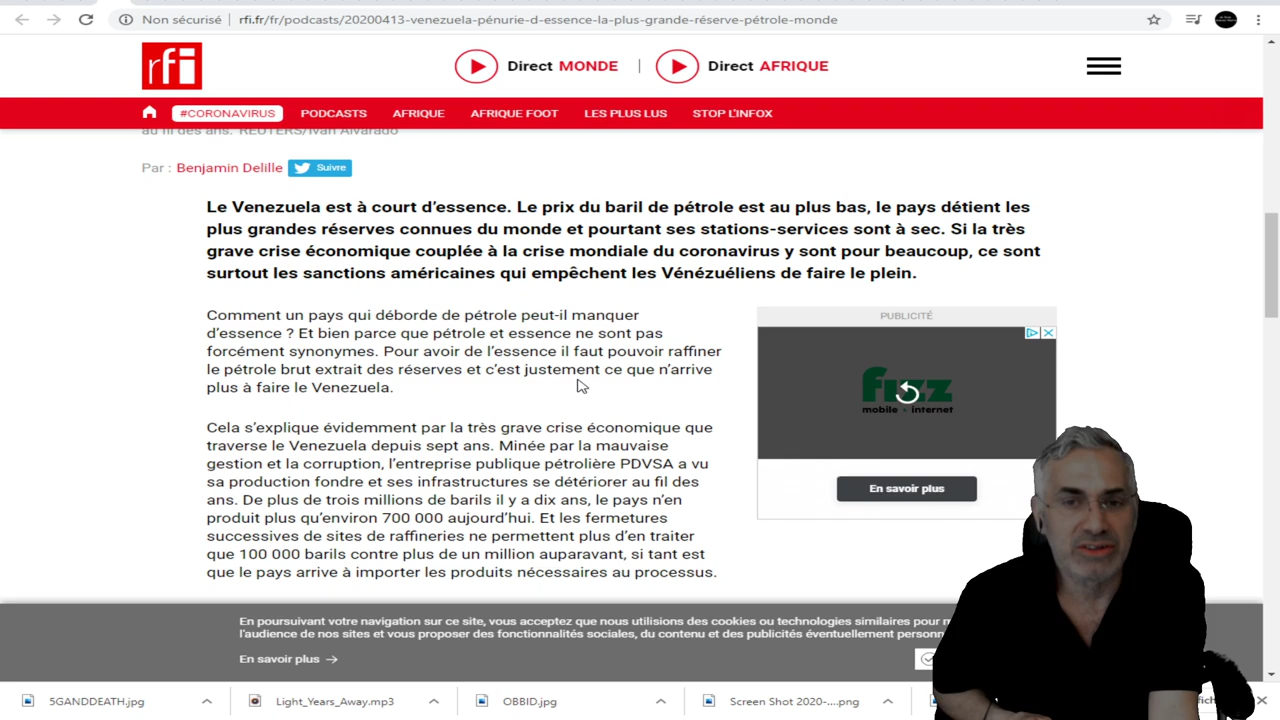 Non sécurisé
rfi.fr/fr/podcasts/20200413-venezuela-pénurie-d-essence-la-plus-grande-réserve-pétrole-monde
rfi
Direct MONDE | Direct AFRIQUE
#CORONAVIRUS PODCASTS AFRIQUE AFRIQUE FOOT LES PLUS LUS STOP L'INFOX
au fil des ans. REUTERS/Ivan Alvarado
Par : Benjamin Delille Suivre
Le Venezuela est à court d'essence. Le prix du baril de pétrole est au plus bas, le pays détient les
plus grandes réserves connues du monde et pourtant ses stations-services sont à sec. Si la très
grave crise économique couplée à la crise mondiale du coronavirus y sont pour beaucoup, ce sont
surtout les sanctions américaines qui empêchent les Vénézuéliens de faire le plein.
Comment un pays qui déborde de pétrole peut-il manquer
d'essence ? Et bien parce que pétrole et essence ne sont pas
forcément synonymes. Pour avoir de l'essence il faut pouvoir raffiner
le pétrole brut extrait des réserves et c'est justement ce que n'arrive
plus à faire le Venezuela.
Cela s'explique évidemment par la très grave crise économique que
traverse le Venezuela depuis sept ans. Minée par la mauvaise
gestion et la corruption, l'entreprise publique pétrolière PDVSA a vu
sa production fondre et ses infrastructures se détériorer au fil des
ans. De plus de trois millions de barils il y a dix ans, le pays n'en
produit plus qu'environ 700 000 aujourd'hui. Et les fermetures
successives de sites de raffineries ne permettent plus d'en traiter
que 100 000 barils contre plus de un million auparavant, si tant est
que le pays arrive à importer les produits nécessaires au processus.
PUBLICITÉ
fizz
mobile - internet
En savoir plus
En poursuivant votre navigation sur ce site, vous acceptez que nous utilisions des cookies ou technologies similaires pour
l'audience de nos sites et vous proposer des fonctionnalités sociales, du contenu et des publicités éventuellement
En savoir plus →
5GANDDEATH.jpg
Light_Years_Away.mp3
OBBID.jpg
Screen Shot 2020-....png